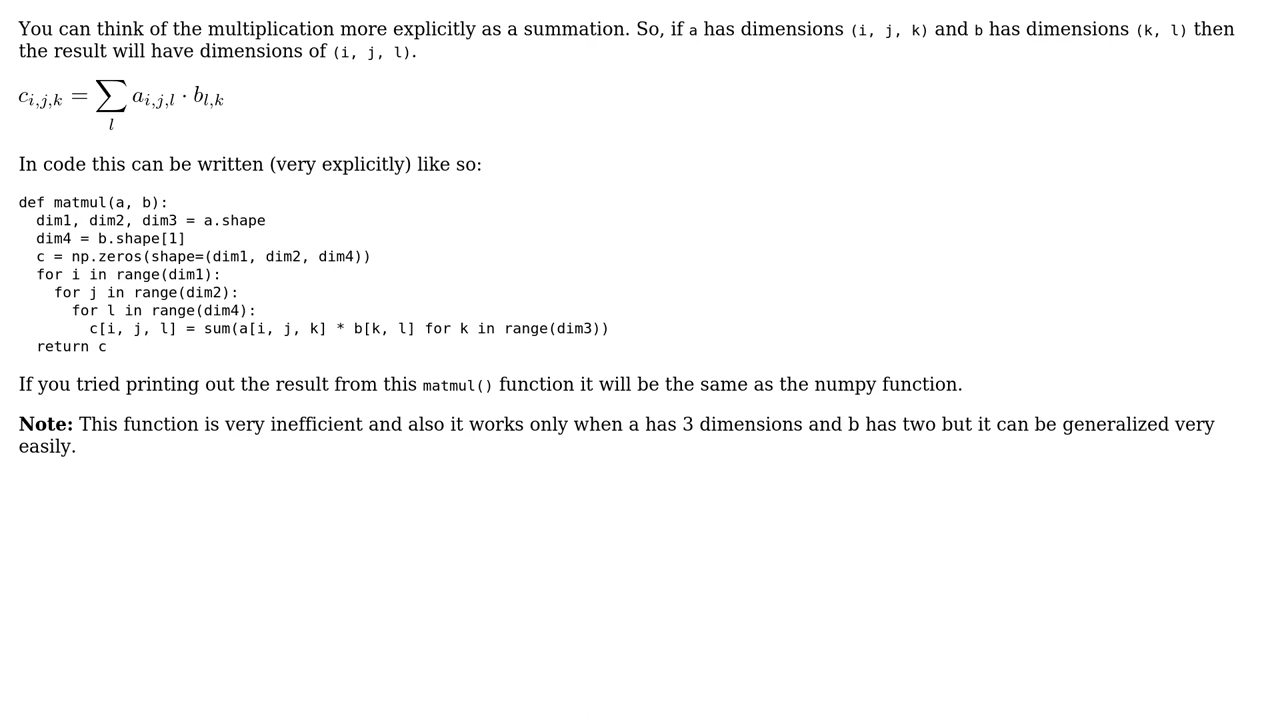 You can think of the multiplication more explicitly as a summation. So, if a has dimensions (i, j, k) and b has dimensions (k, l) then
the result will have dimensions of (i, j, l).
c_{i,j,k} = \sum_{l} a_{i,j,l} \cdot b_{l,k}
In code this can be written (very explicitly) like so:
def matmul(a, b):
  dim1, dim2, dim3 = a.shape
  dim4 = b.shape[1]
  c = np.zeros(shape=(dim1, dim2, dim4))
  for i in range(dim1):
    for j in range(dim2):
      for l in range(dim4):
        c[i, j, l] = sum(a[i, j, k] * b[k, l] for k in range(dim3))
  return c
If you tried printing out the result from this matmul() function it will be the same as the numpy function.
Note: This function is very inefficient and also it works only when a has 3 dimensions and b has two but it can be generalized very
easily.